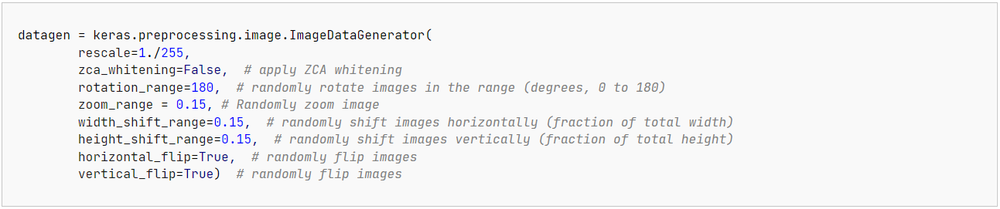 datagen = keras.preprocessing.image.ImageDataGenerator(
        rescale=1./255,
        zca_whitening=False,  # apply ZCA whitening
        rotation_range=180,  # randomly rotate images in the range (degrees, 0 to 180)
        zoom_range = 0.15, # Randomly zoom image
        width_shift_range=0.15,  # randomly shift images horizontally (fraction of total width)
        height_shift_range=0.15,  # randomly shift images vertically (fraction of total height)
        horizontal_flip=True,  # randomly flip images
        vertical_flip=True)  # randomly flip images